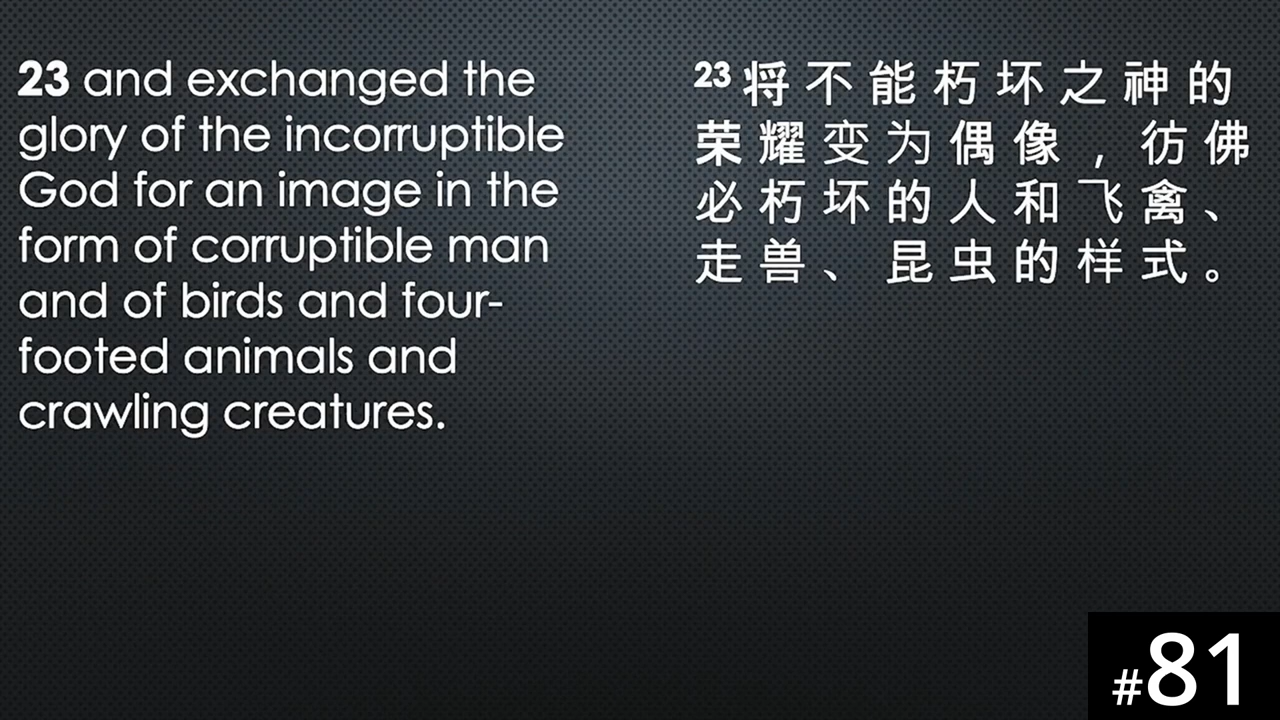 23 and exchanged the
glory of the incorruptible
God for an image in the
form of corruptible man
and of birds and four-
footed animals and
crawling creatures.
23 将不能朽坏之神的
荣耀变为偶像，彷佛
必朽坏的人和飞禽、
走兽、昆虫的样式。
#81